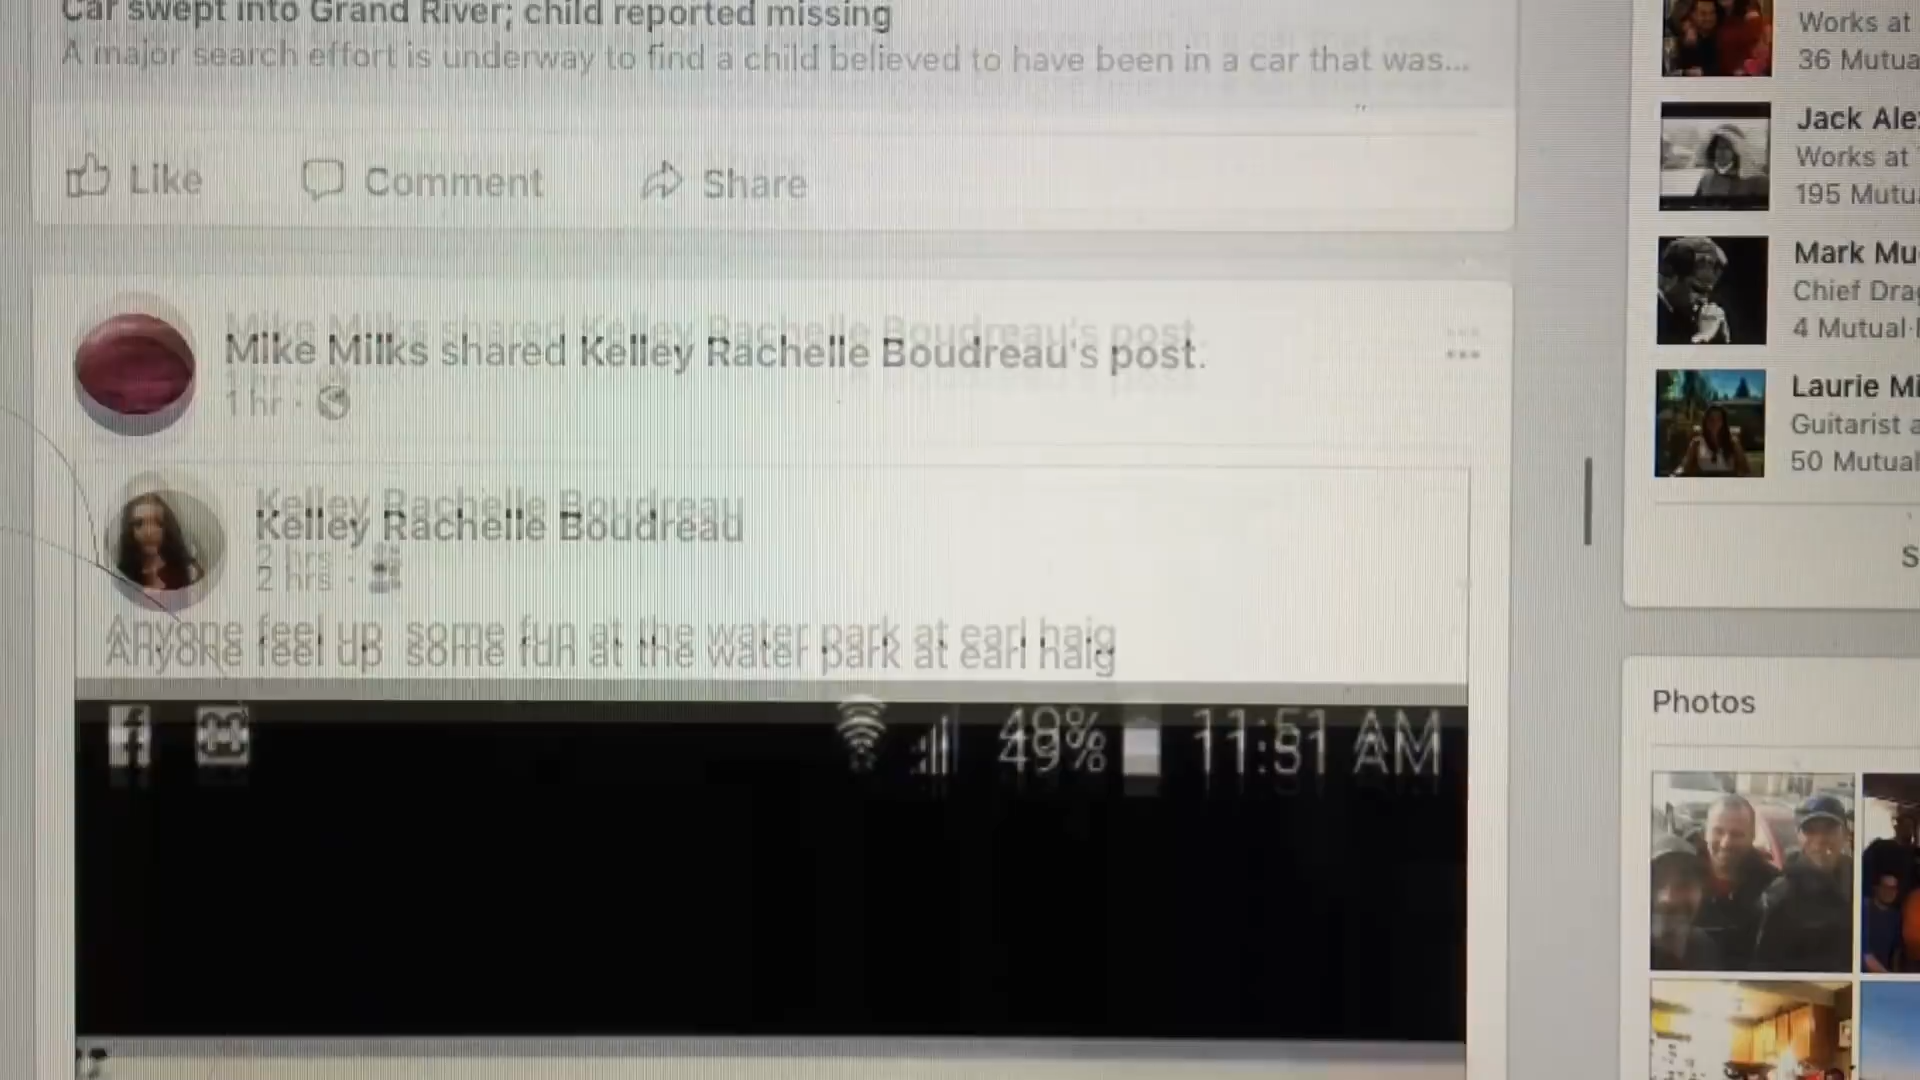 Car swept into Grand River; child reported missing
A major search effort is underway to find a child believed to have been in a car that was...
Like
Comment
Share
Mike Milks shared Kelley Rachelle Boudreau's post.
1 hr ·
Kelley Rachelle Boudreau
2 hrs ·
Anyone feel up some fun at the water park at earl haig
49% 11:51 AM
Works at
36 Mutua
Jack Ale
Works at
195 Mutu
Mark Mu
Chief Dra
4 Mutual
Laurie Mi
Guitarist a
50 Mutual
S
Photos